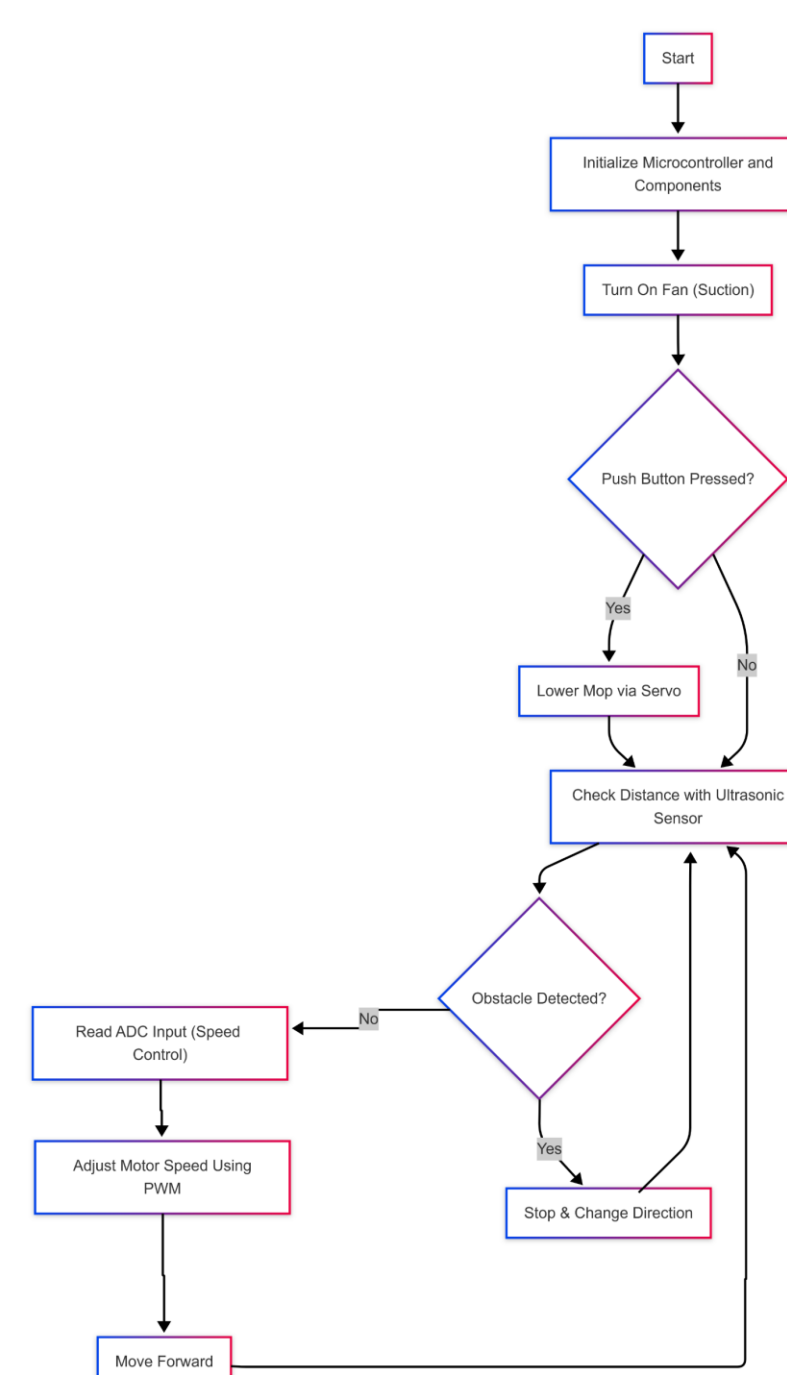 Start
Initialize Microcontroller and
Components
Turn On Fan (Suction)
Push Button Pressed?
Yes
No
Lower Mop via Servo
Check Distance with Ultrasonic
Sensor
Obstacle Detected?
No
Read ADC Input (Speed
Control)
Adjust Motor Speed Using
PWM
Yes
Stop & Change Direction
Move Forward